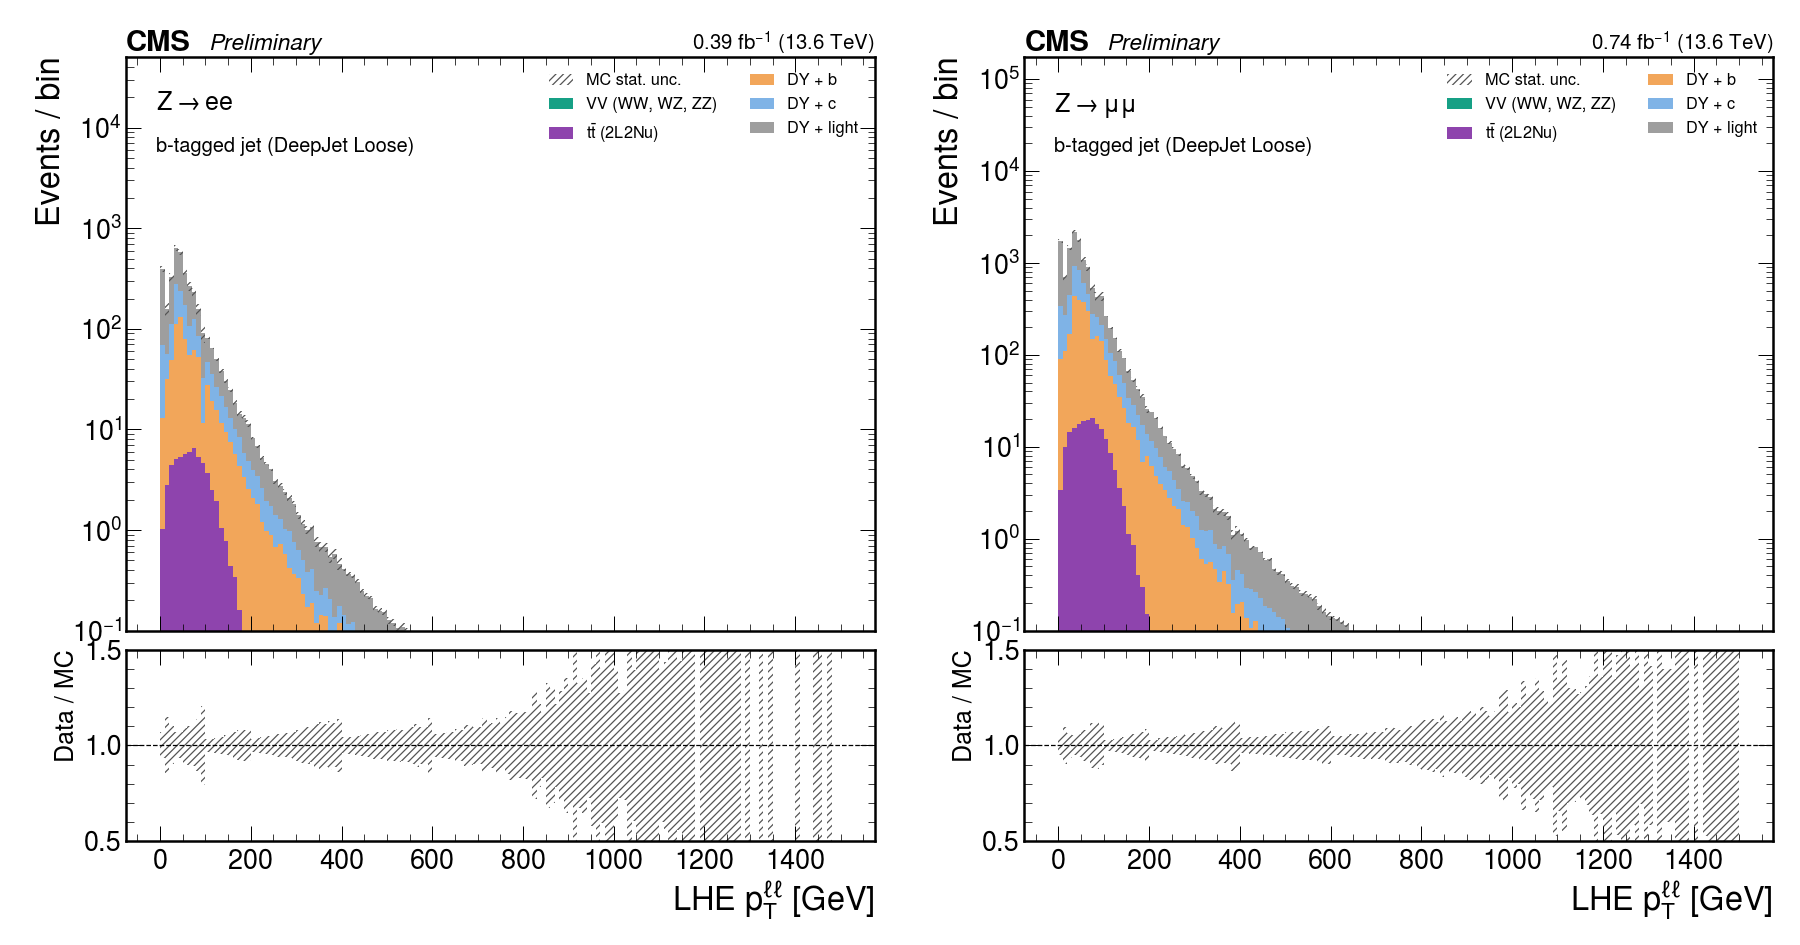 CMS Preliminary 0.39 fb⁻¹ (13.6 TeV)
Events / bin
Z→ee
b-tagged jet (DeepJet Loose)
MC stat. unc.
VV (WW, WZ, ZZ)
tt̄ (2L2Nu)
DY + b
DY + c
DY + light
10⁴
10³
10²
10¹
10⁰
10⁻¹
Data / MC
1.5
1.0
0.5
0 200 400 600 800 1000 1200 1400
LHE p_T^ℓℓ [GeV]
CMS Preliminary 0.74 fb⁻¹ (13.6 TeV)
Events / bin
Z→μμ
b-tagged jet (DeepJet Loose)
MC stat. unc.
VV (WW, WZ, ZZ)
tt̄ (2L2Nu)
DY + b
DY + c
DY + light
10⁵
10⁴
10³
10²
10¹
10⁰
10⁻¹
Data / MC
1.5
1.0
0.5
0 200 400 600 800 1000 1200 1400
LHE p_T^ℓℓ [GeV]